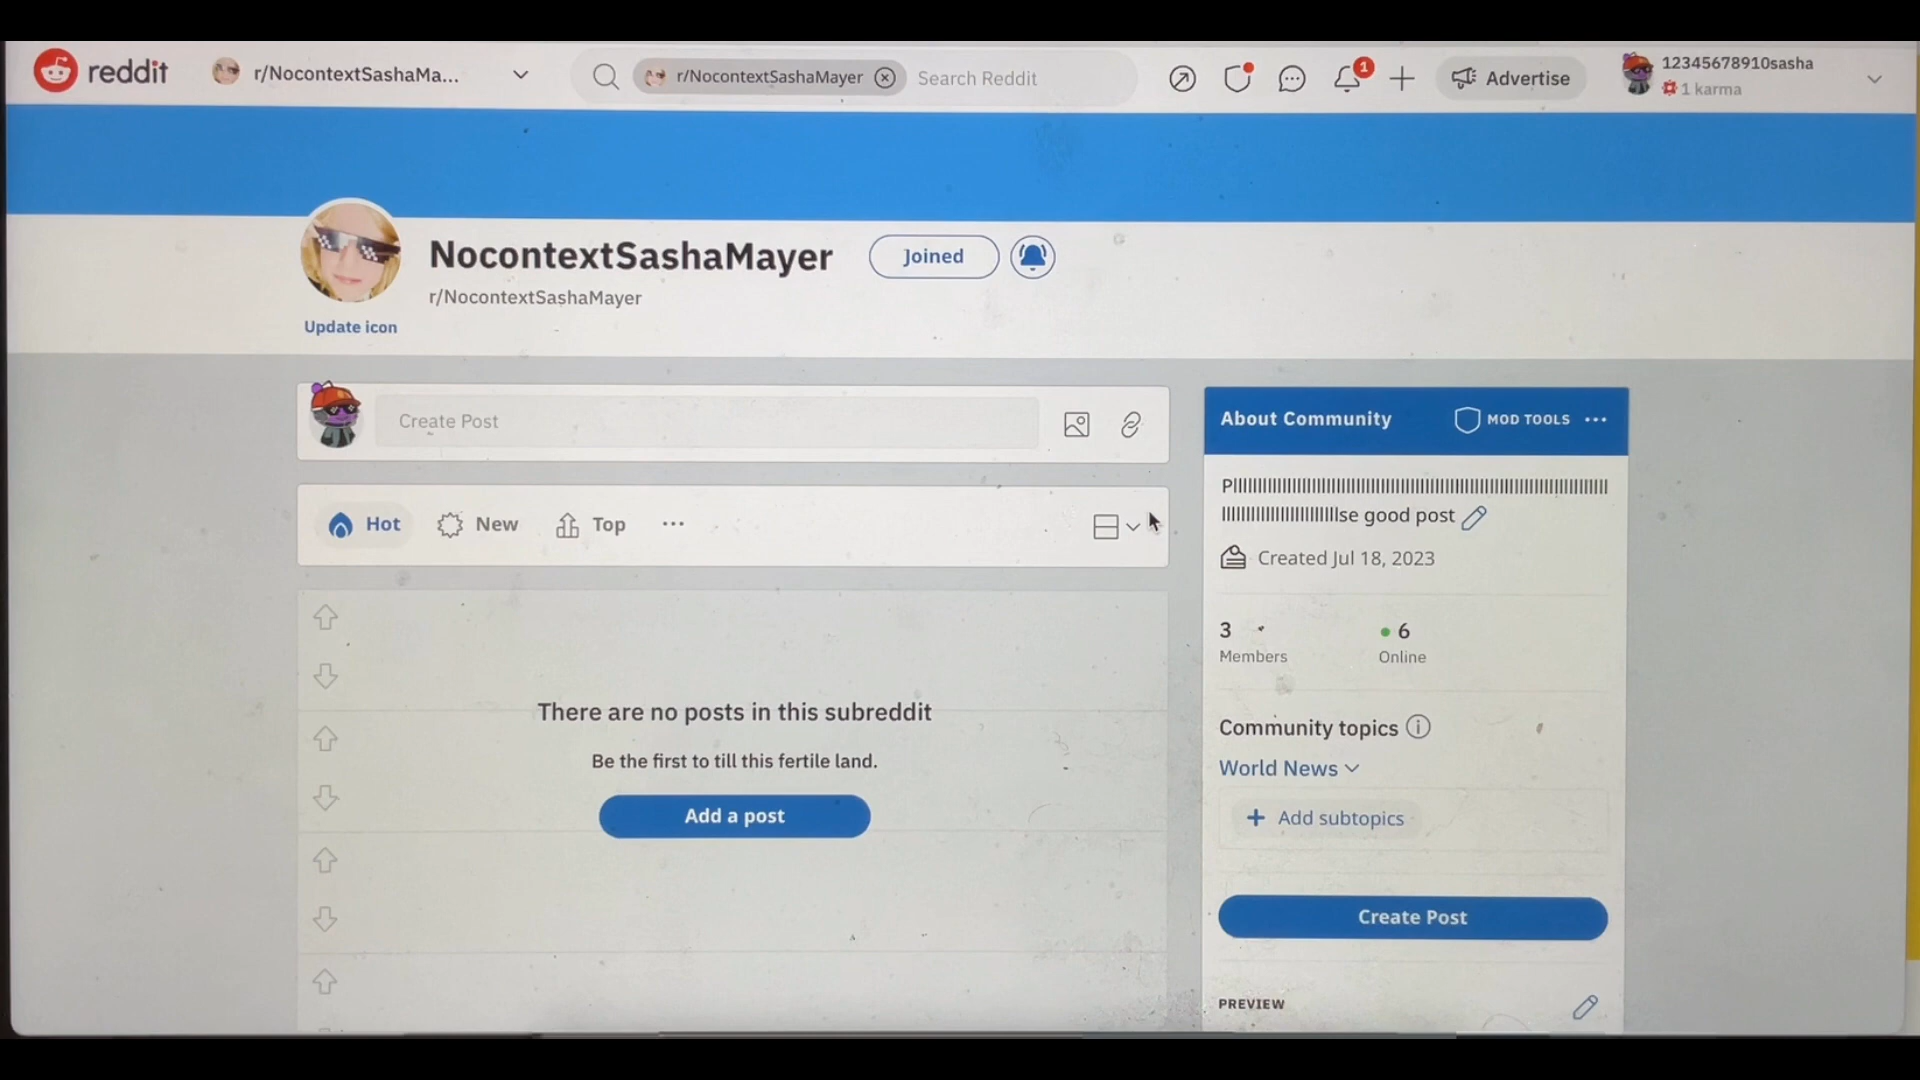 reddit
r/NocontextSashaMa...
r/NocontextSashaMayer
Search Reddit
1
Advertise
12345678910sasha
1 karma
NocontextSashaMayer
Joined
r/NocontextSashaMayer
Update icon
Create Post
Hot
New
Top
There are no posts in this subreddit
Be the first to till this fertile land.
Add a post
About Community
MOD TOOLS
se good post
Created Jul 18, 2023
3
Members
6
Online
Community topics
World News
Add subtopics
Create Post
PREVIEW